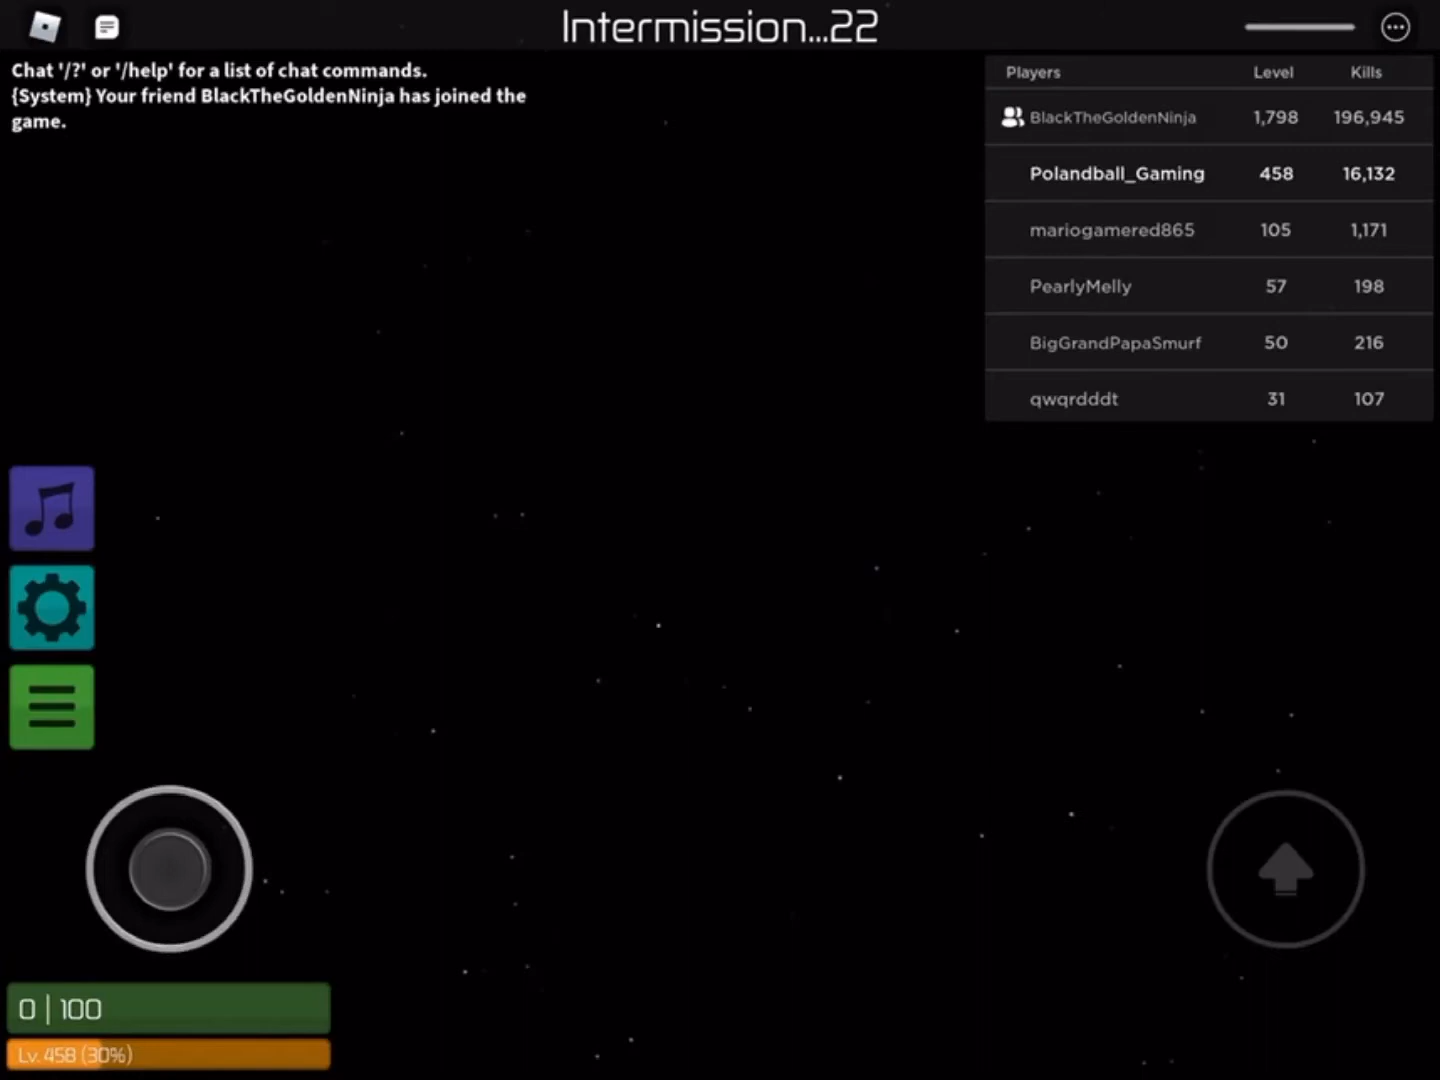 Intermission...22
Chat '/?' or '/help' for a list of chat commands.
{System} Your friend BlackTheGoldenNinja has joined the
game.
Players Level Kills
BlackTheGoldenNinja 1,798 196,945
Polandball_Gaming 458 16,132
mariogamered865 105 1,171
PearlyMelly 57 198
BigGrandPapaSmurf 50 216
qwqrdddt 31 107
0 | 100
Lv. 458 (30%)